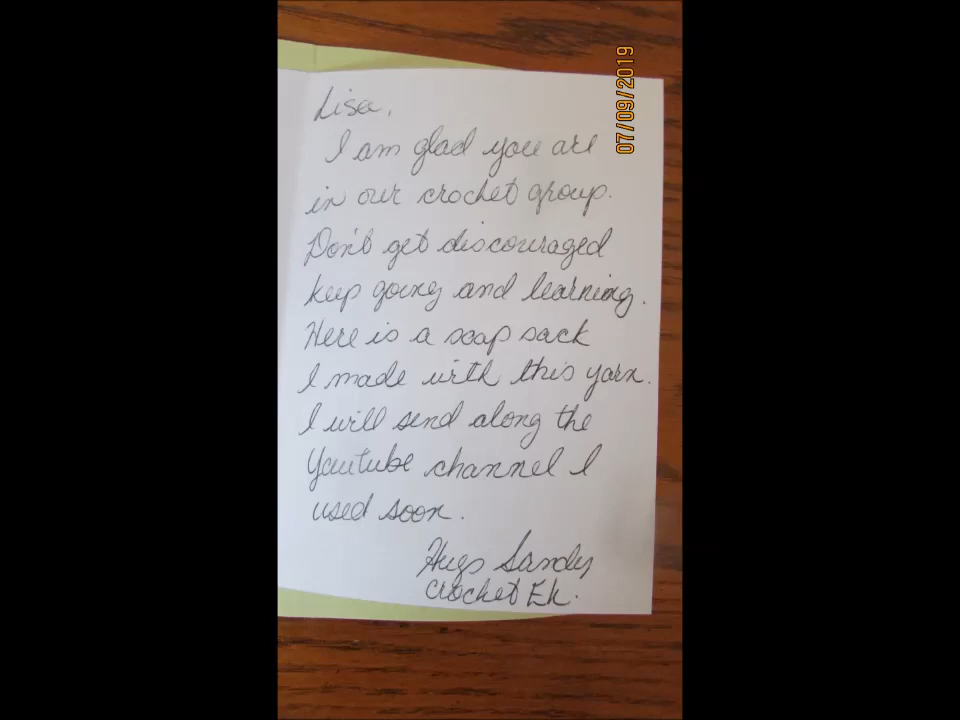 Lisa,
I am glad you are
in our crochet group.
Don't get discouraged
keep going and learning.
Here is a soap sack
I made with this yarn.
I will send along the
Youtube channel I
used soon.
Hugs Sandy
Crochet Ek.
07/09/2019